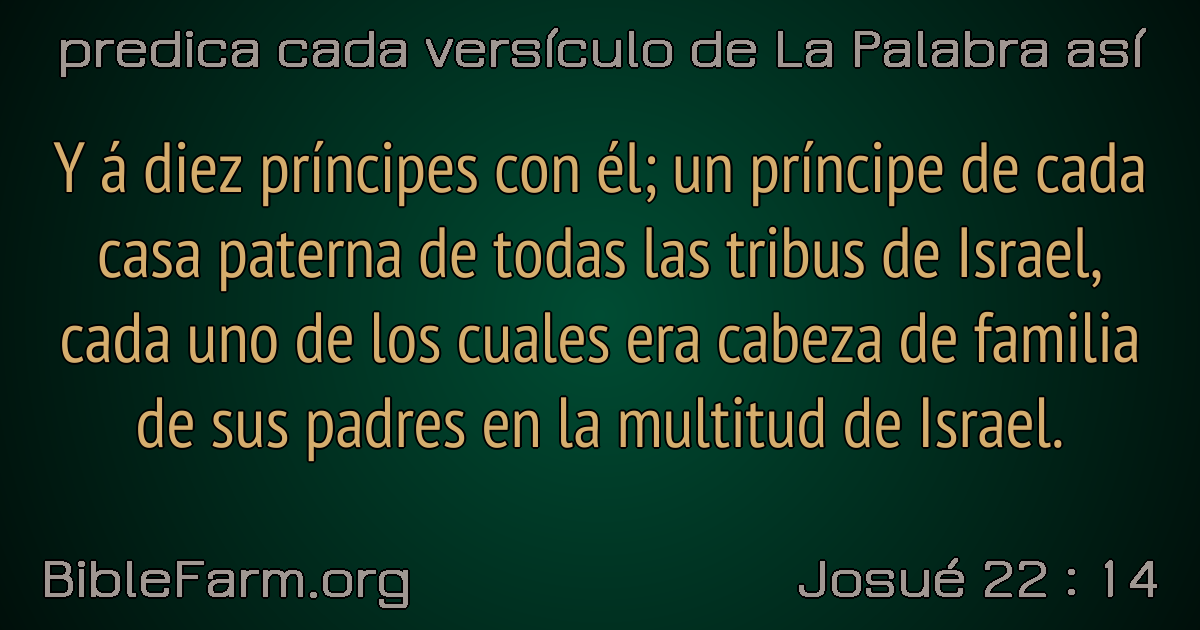 predica cada versículo de La Palabra así
Y á diez príncipes con él; un príncipe de cada
casa paterna de todas las tribus de Israel,
cada uno de los cuales era cabeza de familia
de sus padres en la multitud de Israel.
BibleFarm.org
Josué 22 : 14